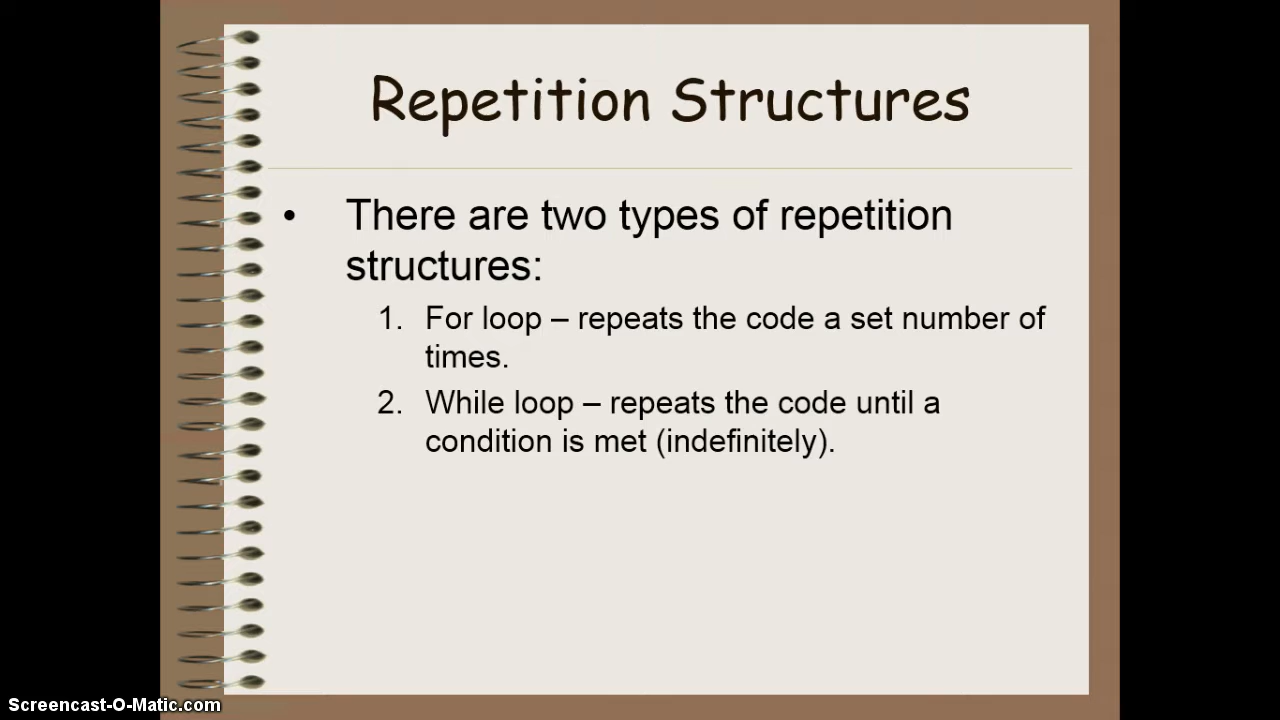 Repetition Structures
• There are two types of repetition
structures:
1. For loop – repeats the code a set number of
times.
2. While loop – repeats the code until a
condition is met (indefinitely).
Screencast-O-Matic.com